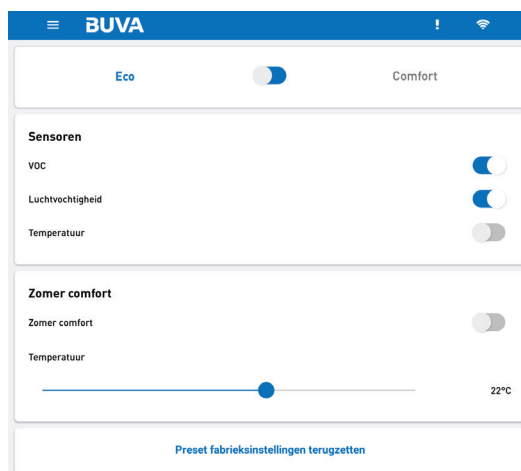 BUVA
Eco Comfort
Sensoren
VOC
Luchtvochtigheid
Temperatuur
Zomer comfort
Zomer comfort
Temperatuur
22°C
Preset fabrieksinstellingen terugzetten